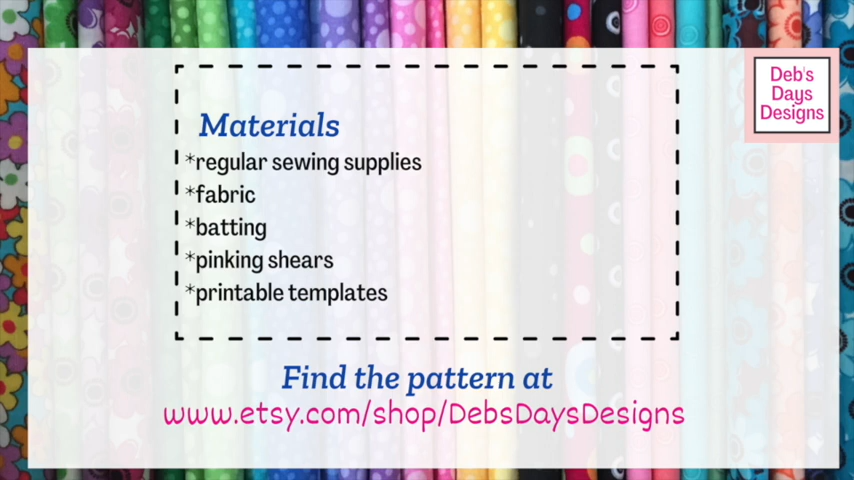 Deb's
Days
Designs
Materials
*regular sewing supplies
*fabric
*batting
*pinking shears
*printable templates
Find the pattern at
www.etsy.com/shop/DebsDaysDesigns